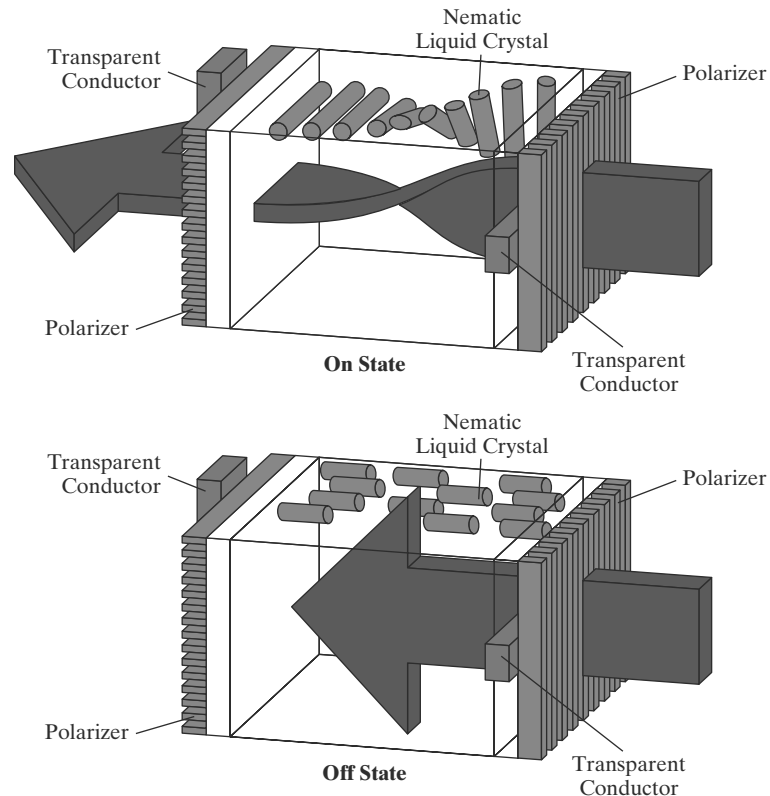 Nematic
Liquid Crystal
Transparent
Conductor
Polarizer
Polarizer
On State
Transparent
Conductor
Nematic
Liquid Crystal
Transparent
Conductor
Polarizer
Polarizer
Off State
Transparent
Conductor